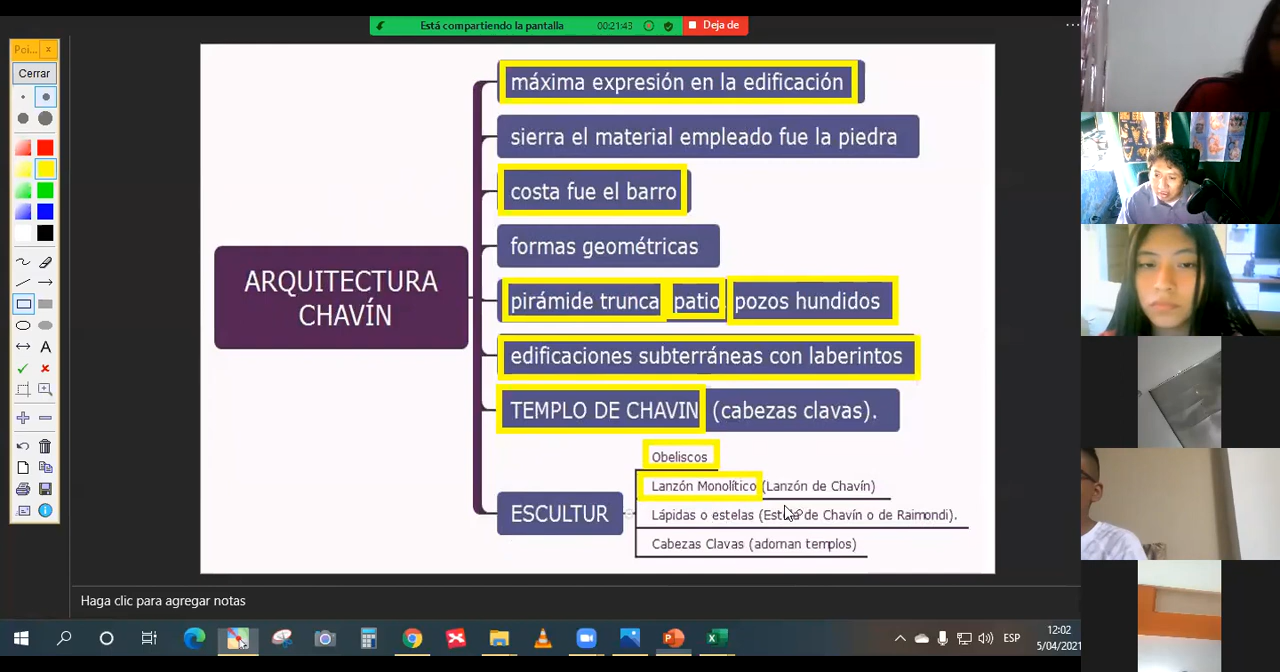 Está compartiendo la pantalla
00:21:43
Deja de
Poi...
Cerrar
máxima expresión en la edificación
sierra el material empleado fue la piedra
costa fue el barro
formas geométricas
ARQUITECTURA
CHAVÍN
pirámide trunca patio pozos hundidos
edificaciones subterráneas con laberintos
TEMPLO DE CHAVIN (cabezas clavas).
ESCULTUR
Obeliscos
Lanzón Monolítico (Lanzón de Chavín)
Lápidas o estelas de Chavín o de Raimondi).
Cabezas Clavas (adornan templos)
Haga clic para agregar notas
ESP
12:02
5/04/2021